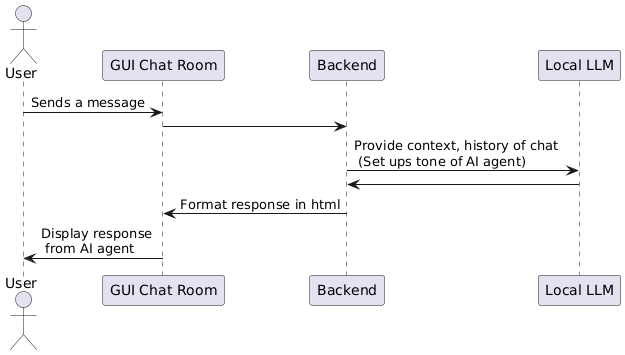 User
GUI Chat Room
Backend
Local LLM
Sends a message
Provide context, history of chat
(Set ups tone of AI agent)
Format response in html
Display response
from AI agent
User
GUI Chat Room
Backend
Local LLM